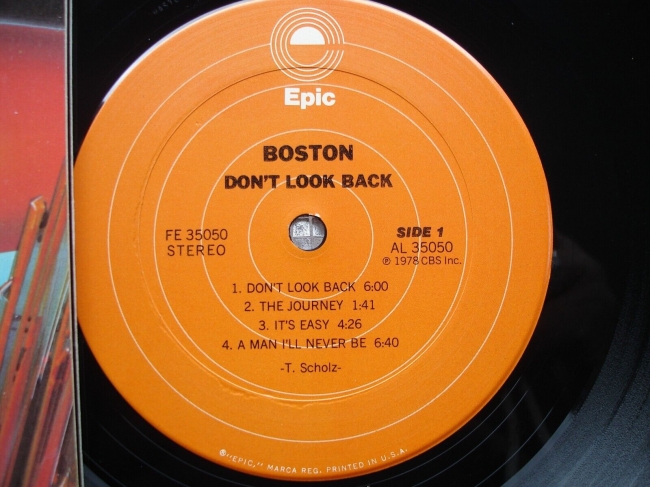 Epic
BOSTON
DON'T LOOK BACK
FE 35050
STEREO
SIDE 1
AL 35050
℗ 1978 CBS Inc.
1. DON'T LOOK BACK 6:00
2. THE JOURNEY 1:41
3. IT'S EASY 4:26
4. A MAN I'LL NEVER BE 6:40
-T. Scholz-
®"EPIC," MARCA REG. PRINTED IN U.S.A.